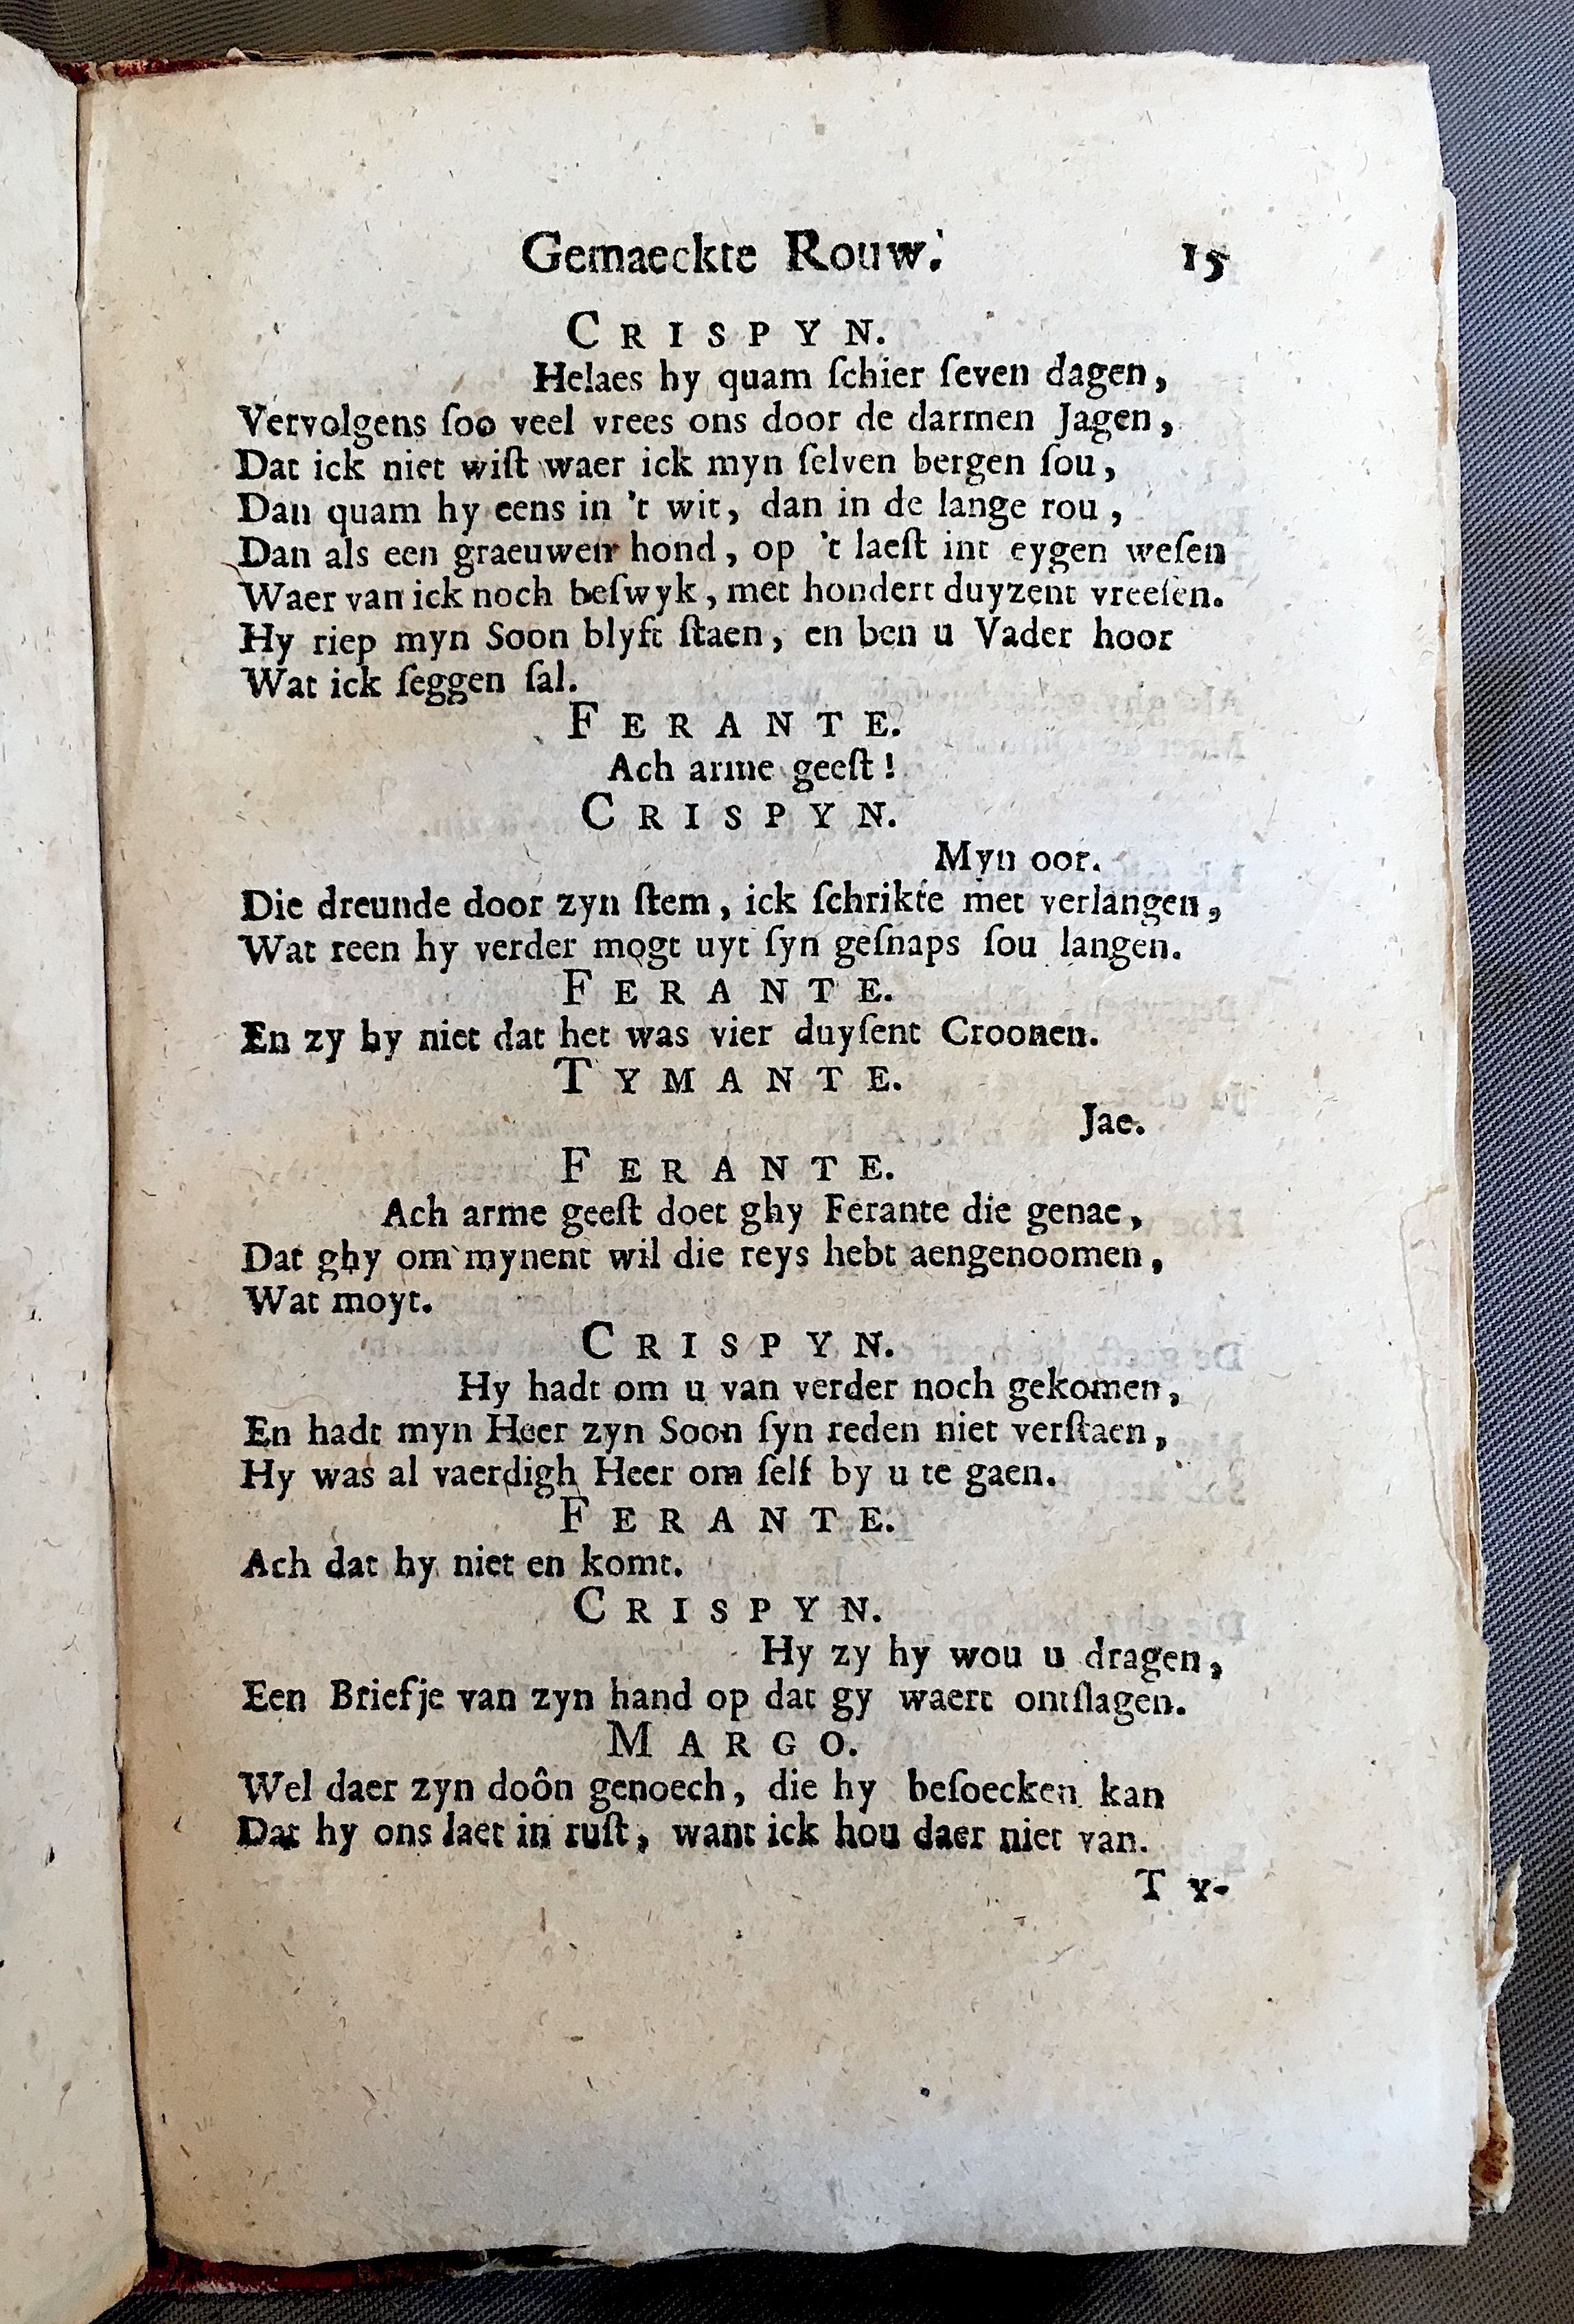 Gemaeckte Rouw. 15
CRISPYN.
Helaes hy quam ſchier ſeven dagen,
Vervolgens ſoo veel vrees ons door de darmen Jagen,
Dat ick niet wiſt waer ick myn ſelven bergen ſou,
Dan quam hy eens in 't wit, dan in de lange rou,
Dan als een graeuwen hond, op 't laeſt int eygen weſen
Waer van ick noch beſwyk, met hondert duyzent vreeſen.
Hy riep myn Soon blyft ſtaen, en ben u Vader hoor
Wat ick ſeggen ſal.
FERANTE.
Ach arme geeſt!
CRISPYN.
Myn oor.
Die dreunde door zyn ſtem, ick ſchrikte met verlangen,
Wat reen hy verder mogt uyt ſyn geſnaps ſou langen.
FERANTE.
En zy hy niet dat het was vier duyſent Croonen.
TYMANTE.
Jae.
FERANTE.
Ach arme geeſt doet ghy Ferante die genae,
Dat ghy om mynent wil die reys hebt aengenoomen,
Wat moyt.
CRISPYN.
Hy hadt om u van verder noch gekomen,
En hadt myn Heer zyn Soon ſyn reden niet verſtaen,
Hy was al vaerdigh Heer om ſelf by u te gaen.
FERANTE.
Ach dat hy niet en komt.
CRISPYN.
Hy zy hy wou u dragen,
Een Briefje van zyn hand op dat gy waert ontſlagen.
MARGO.
Wel daer zyn doôn genoech, die hy beſoecken kan
Dat hy ons laet in ruſt, want ick hou daer niet van.
TY-